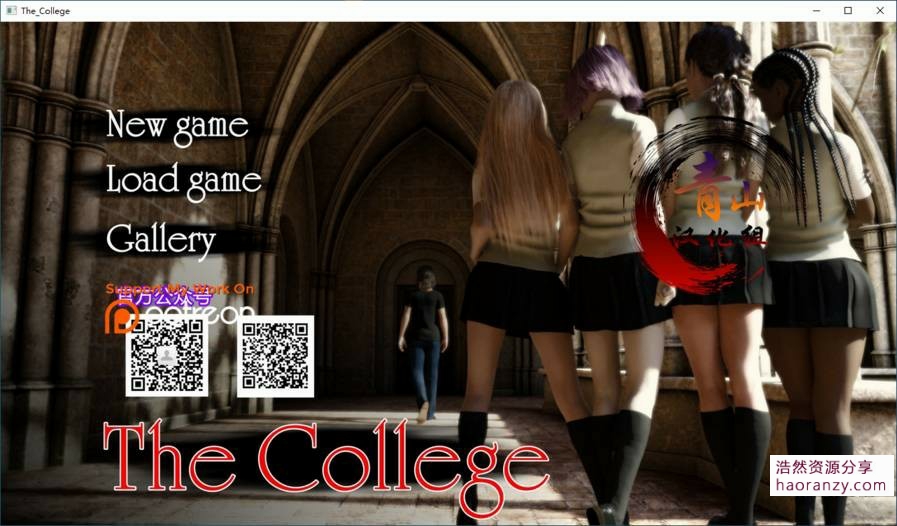 The_College
New game
Load game
Gallery
Support My Work On
官方公众号
patreon
青山
汉化组
The College
浩然资源分享
haoranzy.com